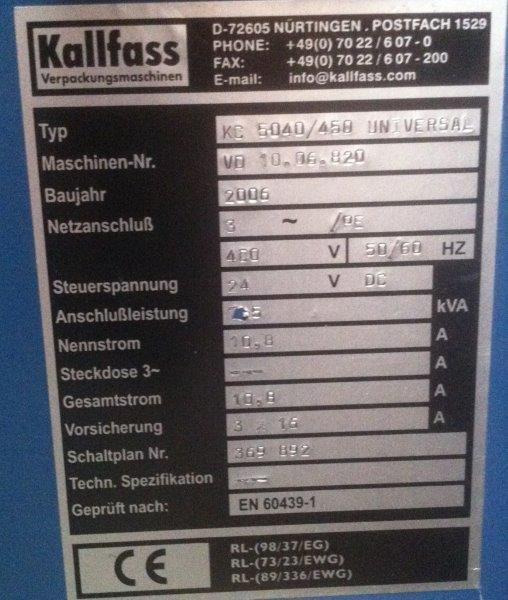 Kallfass
Verpackungsmaschinen
D-72605 NÜRTINGEN . POSTFACH 1529
PHONE: +49(0) 70 22 / 6 07 - 0
FAX: +49(0) 70 22 / 6 07 - 200
E-mail: info@kallfass.com
Typ KC 5040/450 UNIVERSAL
Maschinen-Nr. VD 10.06.820
Baujahr 2006
Netzanschluß 3 ~ /PE
400 V 50/60 HZ
Steuerspannung 24 V DC
Anschlußleistung kVA
Nennstrom 10,8 A
Steckdose 3~ --- A
Gesamtstrom 10,8 A
Vorsicherung 3 x 16 A
Schaltplan Nr. 369 892
Techn. Spezifikation ---
Geprüft nach: EN 60439-1
CE
RL-(98/37/EG)
RL-(73/23/EWG)
RL-(89/336/EWG)